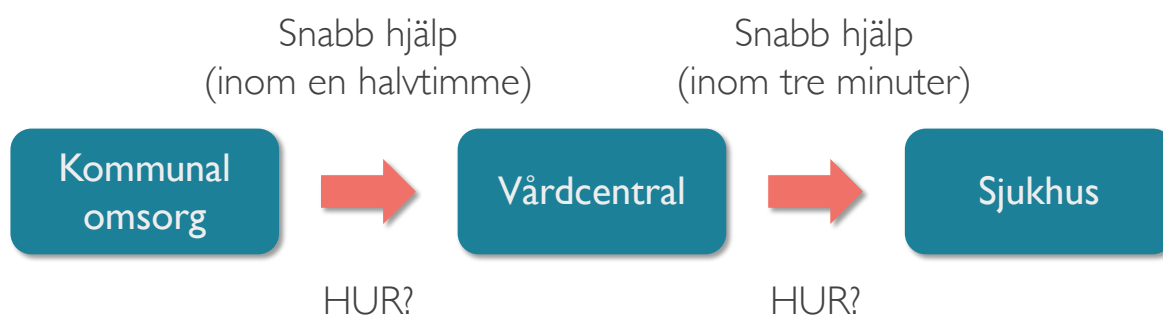 Snabb hjälp
(inom en halvtimme)
Snabb hjälp
(inom tre minuter)
Kommunal
omsorg
Vårdcentral
Sjukhus
HUR?
HUR?